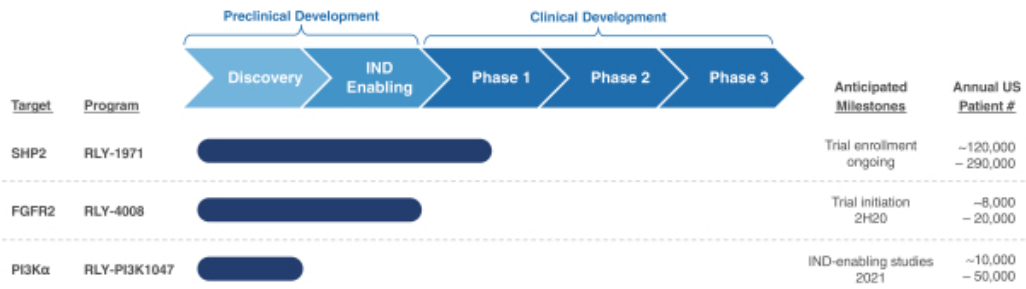 Preclinical Development
Clinical Development
Discovery
IND
Enabling
Phase 1
Phase 2
Phase 3
Target
Program
Anticipated
Milestones
Annual US
Patient #
SHP2
RLY-1971
Trial enrollment
ongoing
~120,000
– 290,000
FGFR2
RLY-4008
Trial initiation
2H20
~8,000
– 20,000
PI3Kα
RLY-PI3K1047
IND-enabling studies
2021
~10,000
– 50,000